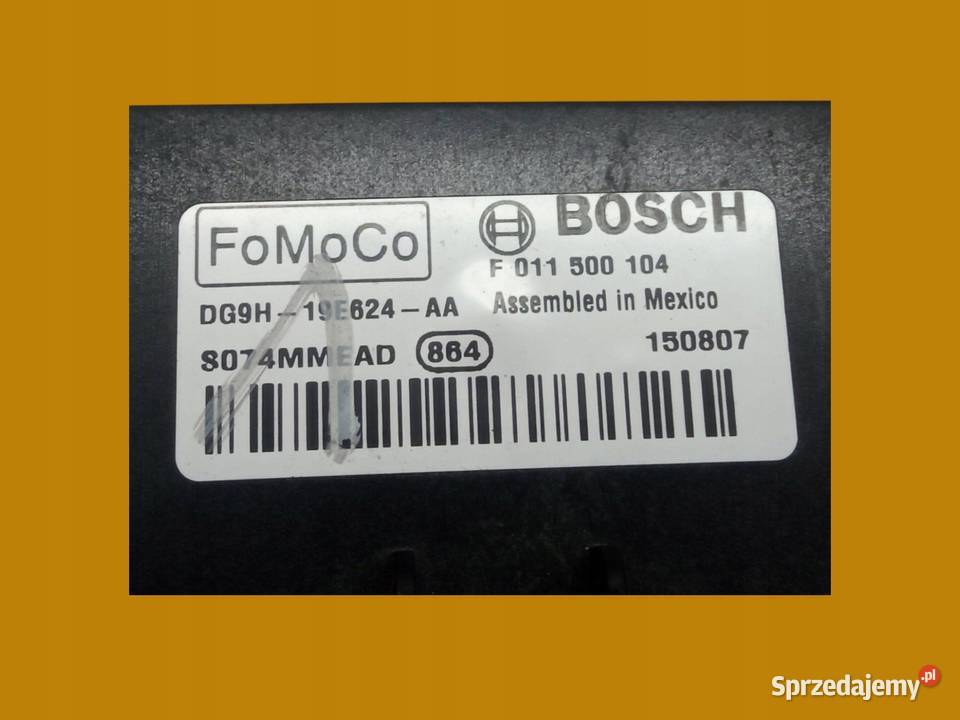 FoMoCo
BOSCH
F 011 500 104
DG9H-19E624-AA
Assembled in Mexico
S074MMEAD 864
150807
Sprzedajemy.pl